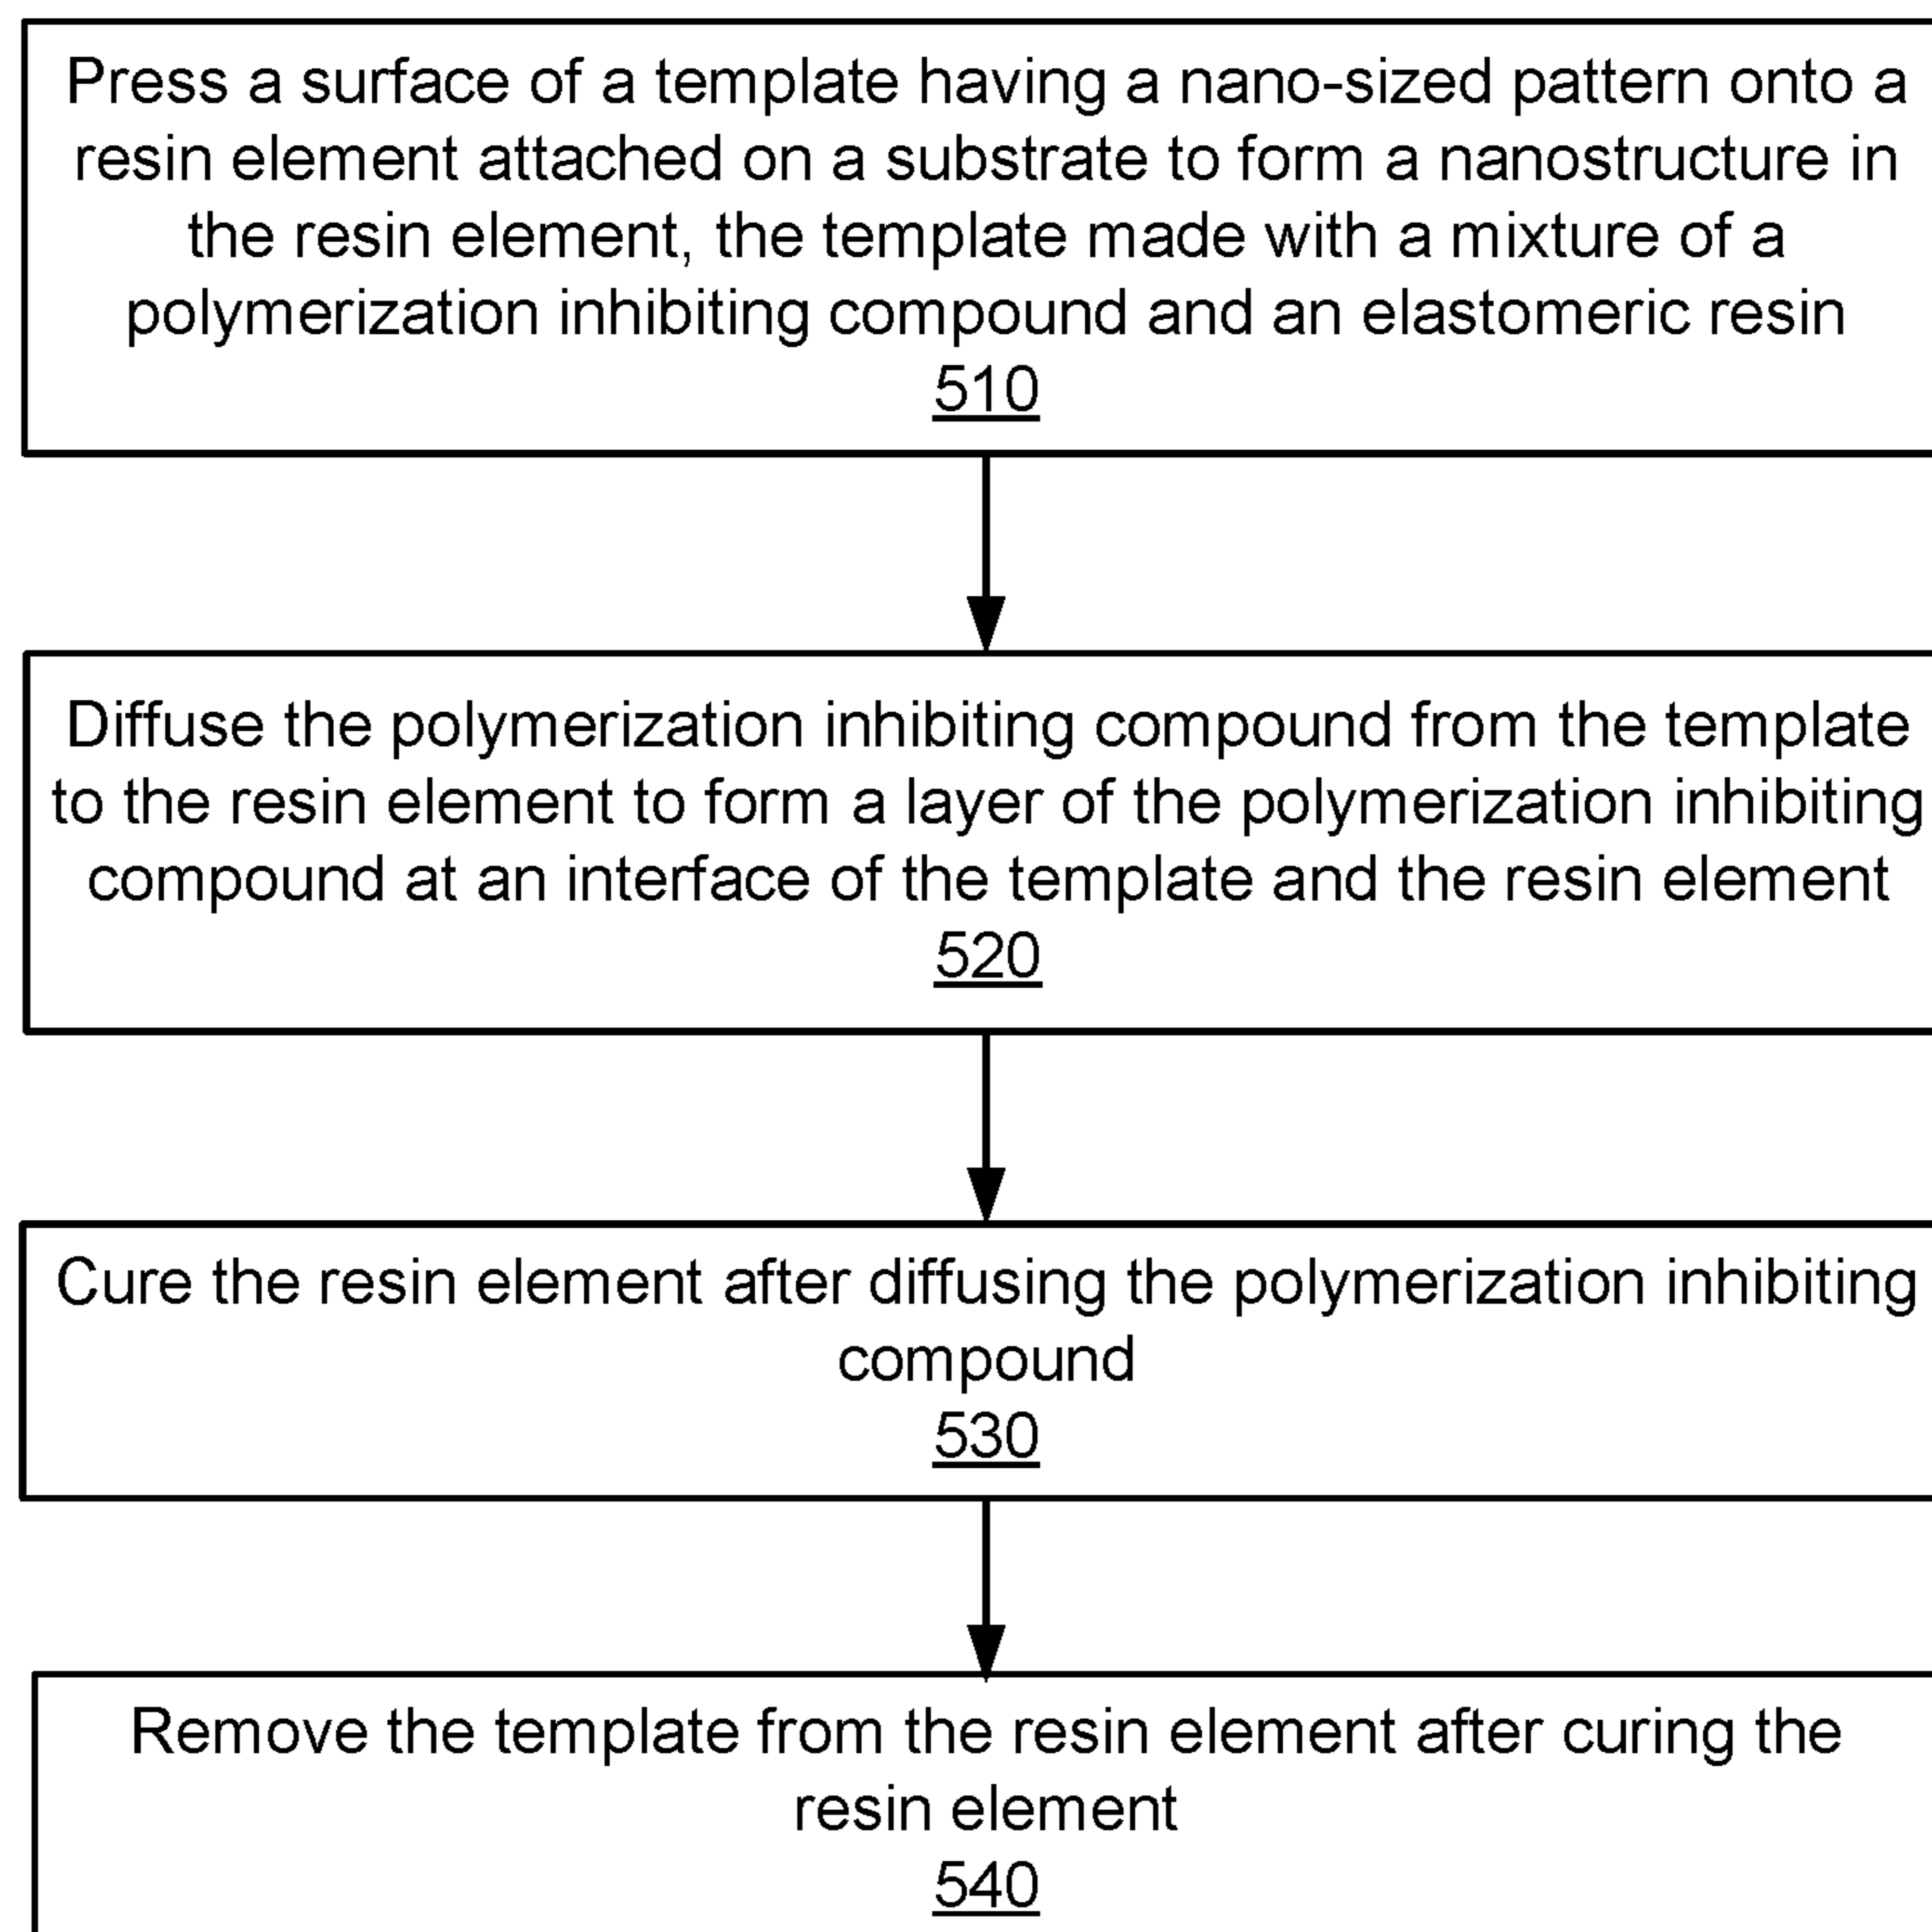 Press a surface of a template having a nano-sized pattern onto a
resin element attached on a substrate to form a nanostructure in
the resin element, the template made with a mixture of a
polymerization inhibiting compound and an elastomeric resin
510
Diffuse the polymerization inhibiting compound from the template
to the resin element to form a layer of the polymerization inhibiting
compound at an interface of the template and the resin element
520
Cure the resin element after diffusing the polymerization inhibiting
compound
530
Remove the template from the resin element after curing the
resin element
540